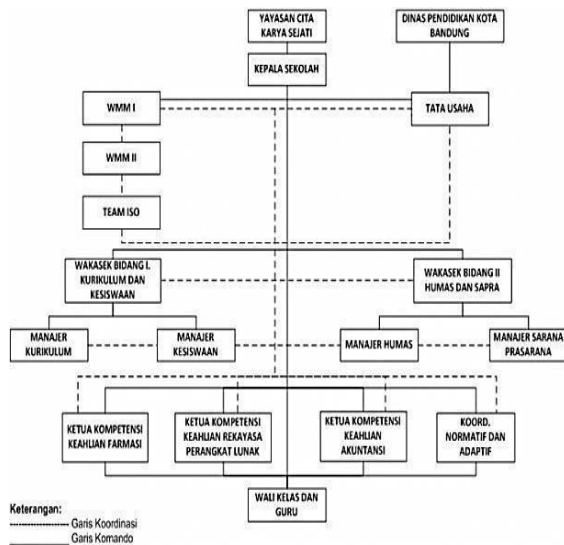 YAYASAN CITA
KARYA SEJATI
DINAS PENDIDIKAN KOTA
BANDUNG
KEPALA SEKOLAH
WMM I
TATA USAHA
WMM II
TEAM ISO
WAKASEK BIDANG I.
KURIKULUM DAN
KESISWAAN
WAKASEK BIDANG II
HUMAS DAN SAPRA
MANAJER
KURIKULUM
MANAJER
KESISWAAN
MANAJER HUMAS
MANAJER SARANA
PRASARANA
KETUA KOMPETENSI
KEAHLIAN FARMASI
KETUA KOMPETENSI
KEAHLIAN REKAYASA
PERANGKAT LUNAK
KETUA KOMPETENSI
KEAHLIAN
AKUNTANSI
KOORD.
NORMATIF DAN
ADAPTIF
WALI KELAS DAN
GURU
Keterangan:
Garis Koordinasi
Garis Komando